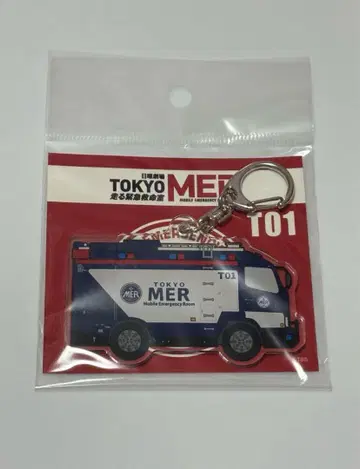 日曜劇場
TOKYO MER
走る緊急救命室
MOBILE EMERGENCY
T01
T01
TOKYO
MER
Mobile Emergency Room
MER